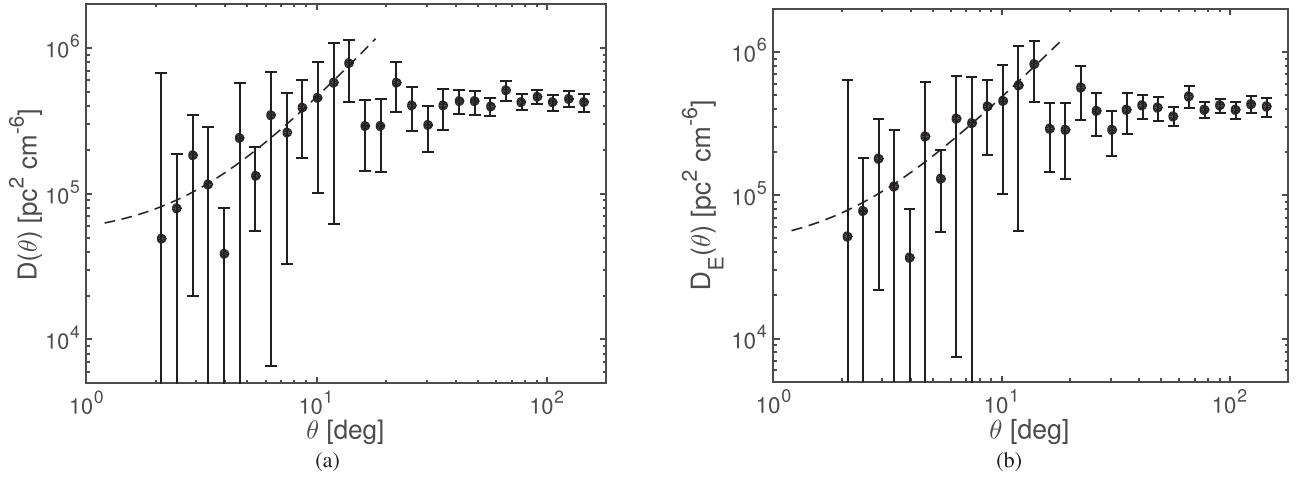 10^6
10^5
10^4
D(θ) [pc^2 cm^-6]
10^0
10^1
10^2
θ [deg]
(a)
10^6
10^5
10^4
D_E(θ) [pc^2 cm^-6]
10^0
10^1
10^2
θ [deg]
(b)